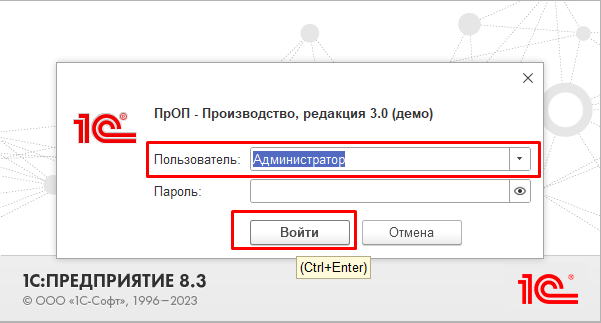 1С®
ПрОП - Производство, редакция 3.0 (демо)
Пользователь: Администратор
Пароль:
Войти Отмена
(Ctrl+Enter)
1С:ПРЕДПРИЯТИЕ 8.3
© ООО «1С-Софт», 1996–2023
1С®